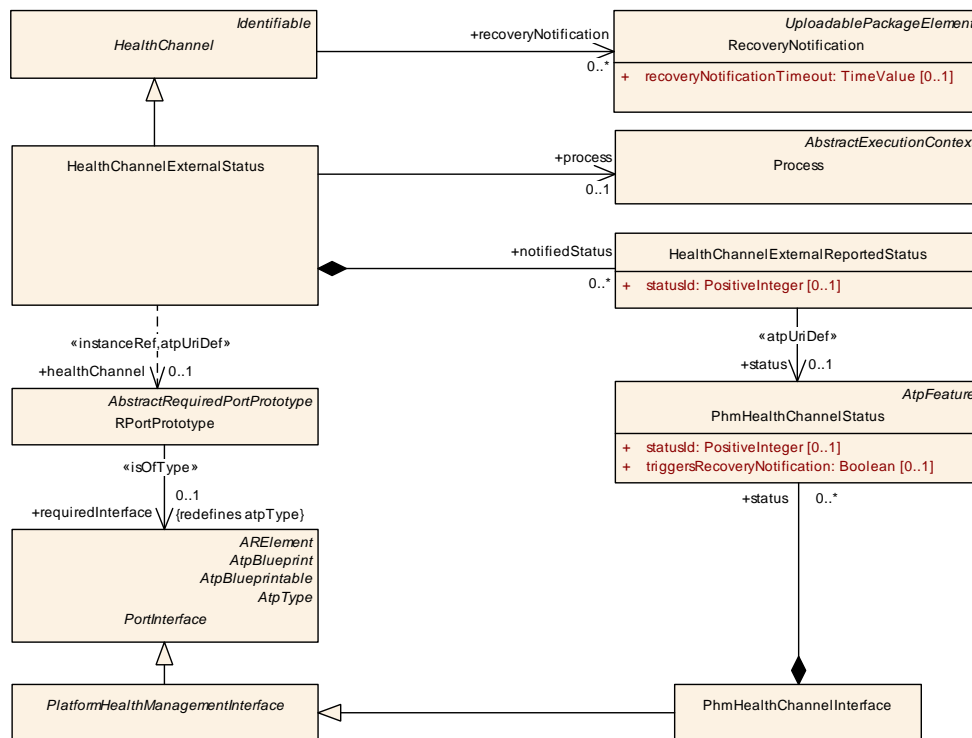 Identifiable
HealthChannel
+recoveryNotification
0..*
UploadablePackageElement
RecoveryNotification
+ recoveryNotificationTimeout: TimeValue [0..1]
HealthChannelExternalStatus
+process
0..1
AbstractExecutionContext
Process
+notifiedStatus
0..*
HealthChannelExternalReportedStatus
+ statusId: PositiveInteger [0..1]
«instanceRef,atpUriDef»
+healthChannel 0..1
«atpUriDef»
+status 0..1
AbstractRequiredPortPrototype
RPortPrototype
AtpFeature
PhmHealthChannelStatus
+ statusId: PositiveInteger [0..1]
+ triggersRecoveryNotification: Boolean [0..1]
«isOfType»
0..1
+requiredInterface {redefines atpType}
+status 0..*
ARElement
AtpBlueprint
AtpBlueprintable
AtpType
PortInterface
PlatformHealthManagementInterface
PhmHealthChannelInterface